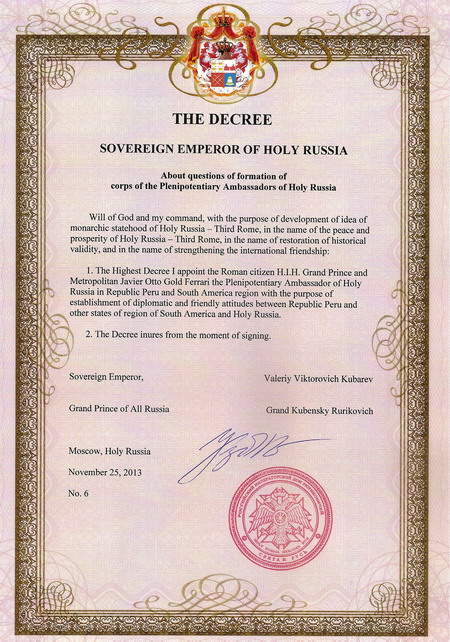 THE DECREE
SOVEREIGN EMPEROR OF HOLY RUSSIA
About questions of formation of
corps of the Plenipotentiary Ambassadors of Holy Russia
Will of God and my command, with the purpose of development of idea of
monarchic statehood of Holy Russia – Third Rome, in the name of the peace and
prosperity of Holy Russia – Third Rome, in the name of restoration of historical
validity, and in the name of strengthening the international friendship:
1. The Highest Decree I appoint the Roman citizen H.I.H. Grand Prince and
Metropolitan Javier Otto Gold Ferrari the Plenipotentiary Ambassador of Holy
Russia in Republic Peru and South America region with the purpose of
establishment of diplomatic and friendly attitudes between Republic Peru and
other states of region of South America and Holy Russia.
2. The Decree inures from the moment of signing.
Sovereign Emperor, Valeriy Viktorovich Kubarev
Grand Prince of All Russia Grand Kubensky Rurikovich
Moscow, Holy Russia
November 25, 2013
No. 6
СВЯТАЯ РУСЬ